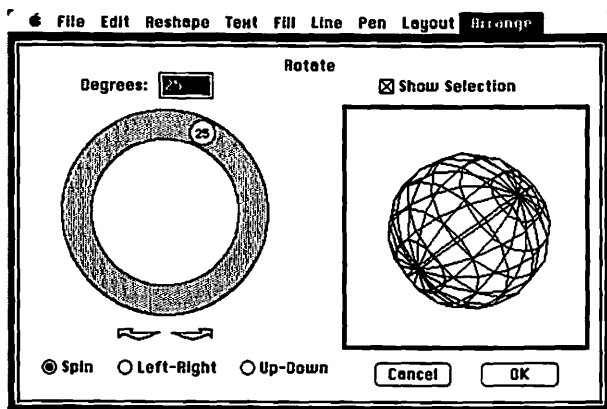 File Edit Reshape Text Fill Line Pen Layout Arrange
Rotate
Degrees: 25
Show Selection
25
Spin Left-Right Up-Down
Cancel OK